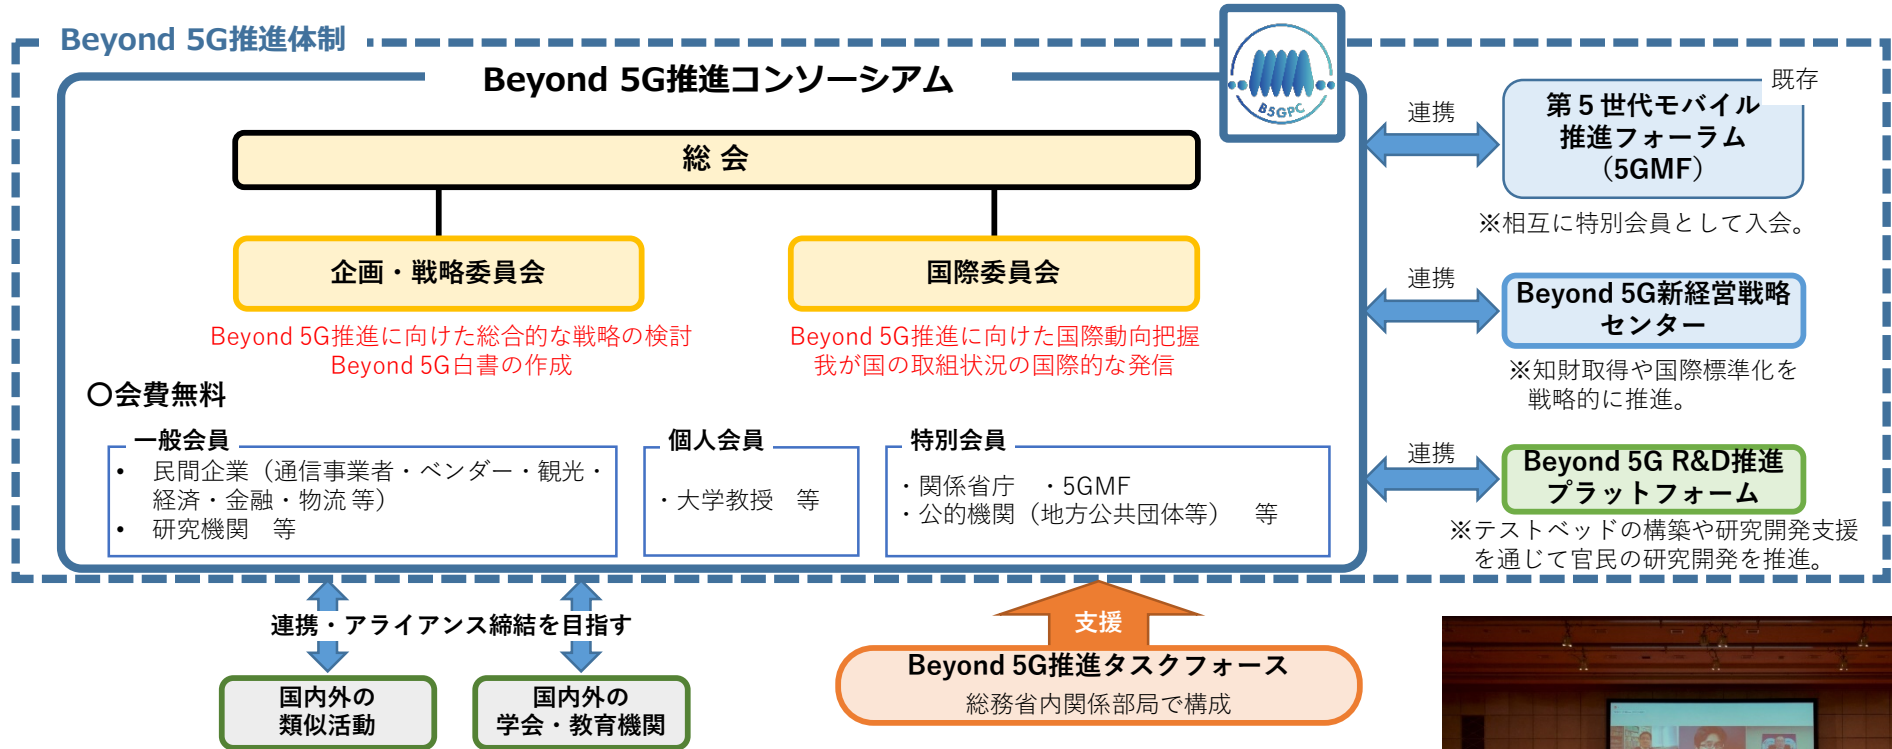 Beyond 5G推進体制
Beyond 5G推進コンソーシアム
B5GPC
総 会
企画・戦略委員会
Beyond 5G推進に向けた総合的な戦略の検討
Beyond 5G白書の作成
国際委員会
Beyond 5G推進に向けた国際動向把握
我が国の取組状況の国際的な発信
〇会費無料
一般会員
• 民間企業（通信事業者・ベンダー・観光・
経済・金融・物流 等）
• 研究機関　等
個人会員
・大学教授　等
特別会員
・関係省庁　・5GMF
・公的機関（地方公共団体等）　等
連携
既存
第５世代モバイル
推進フォーラム
（5GMF）
※相互に特別会員として入会。
連携
Beyond 5G新経営戦略
センター
※知財取得や国際標準化を
戦略的に推進。
連携
Beyond 5G R&D推進
プラットフォーム
※テストベッドの構築や研究開発支援
を通じて官民の研究開発を推進。
連携・アライアンス締結を目指す
国内外の
類似活動
国内外の
学会・教育機関
支援
Beyond 5G推進タスクフォース
総務省内関係部局で構成